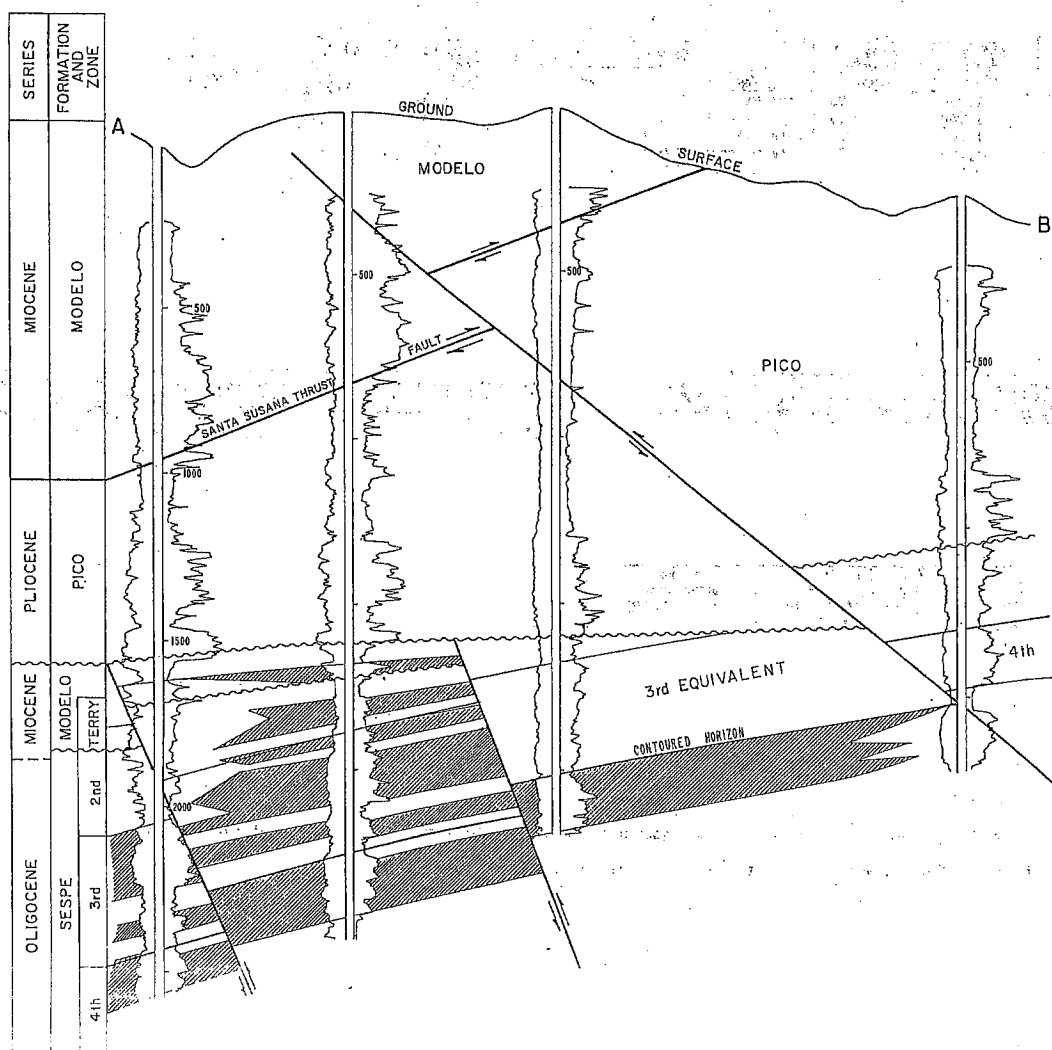 SERIES
FORMATION
AND
ZONE
MIOCENE
MODELO
PLIOCENE
PICO
MIOCENE
MODELO
TERRY
OLIGOCENE
SESPE
2nd
3rd
4th
A
GROUND
SURFACE
MODELO
B
500
500
500
500
PICO
SANTA SUSANA THRUST
FAULT
1000
1500
2000
3rd EQUIVALENT
4th
CONTOURED HORIZON